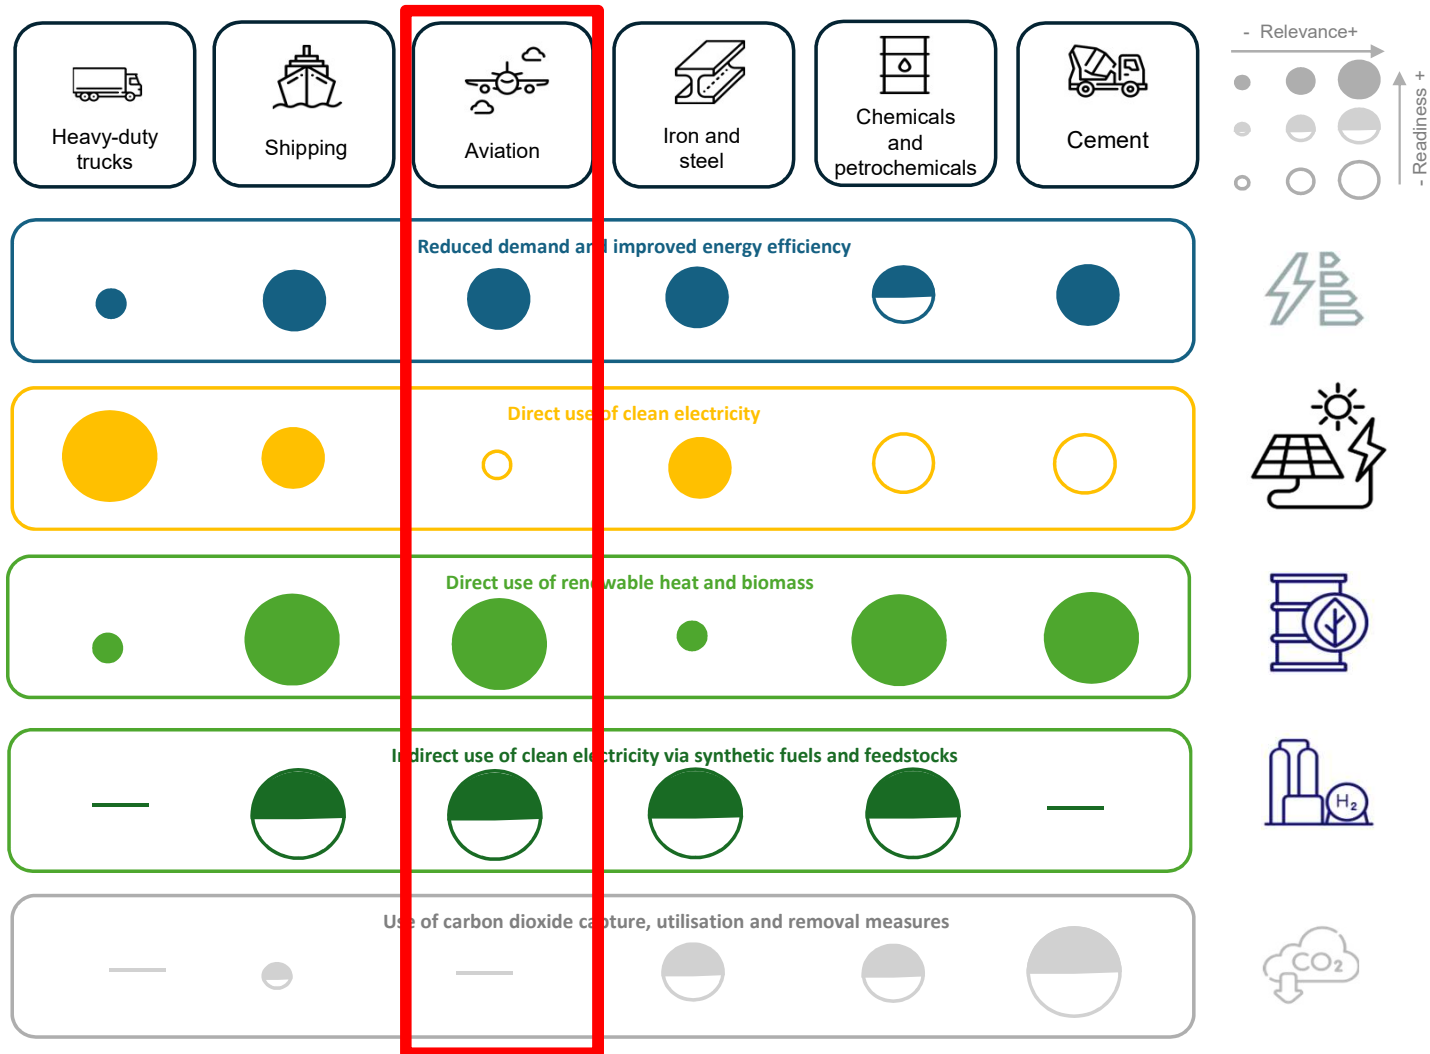 Heavy-duty
trucks
Shipping
Aviation
Iron and
steel
Chemicals
and
petrochemicals
Cement
- Relevance+
- Readiness +
Reduced demand and improved energy efficiency
Direct use of clean electricity
Direct use of renewable heat and biomass
Indirect use of clean electricity via synthetic fuels and feedstocks
H2
Use of carbon dioxide capture, utilisation and removal measures
CO2